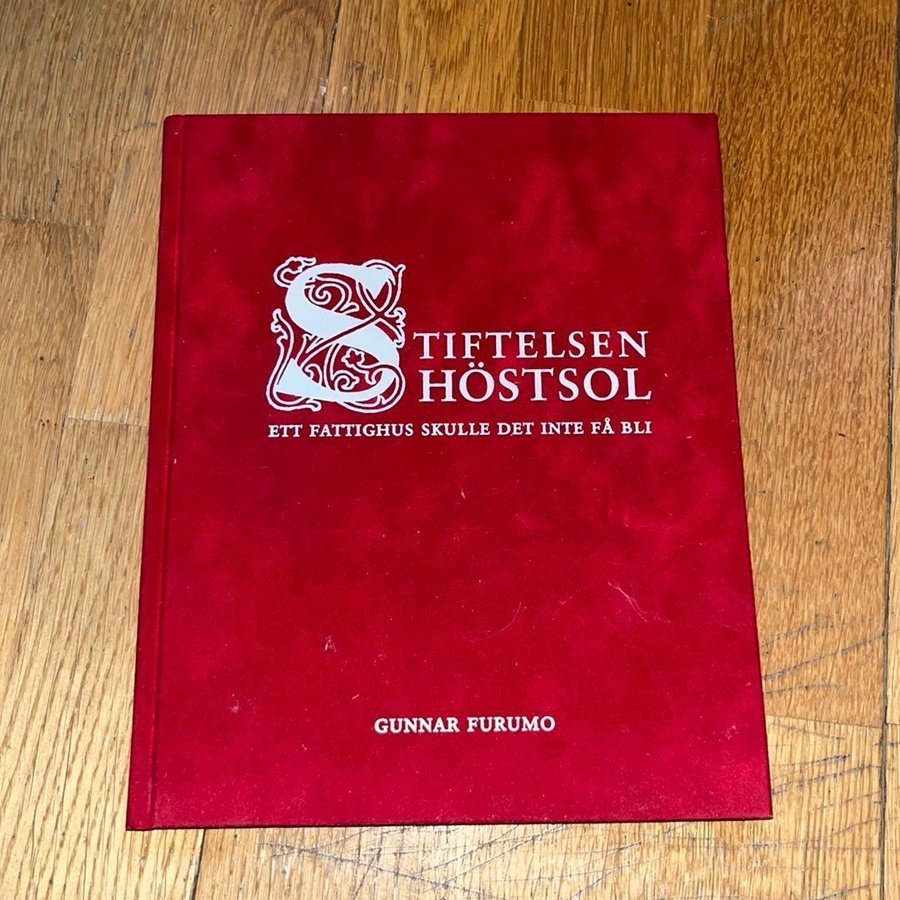 STIFTELSEN
HÖSTSOL
ETT FATTIGHUS SKULLE DET INTE FÅ BLI
GUNNAR FURUMO